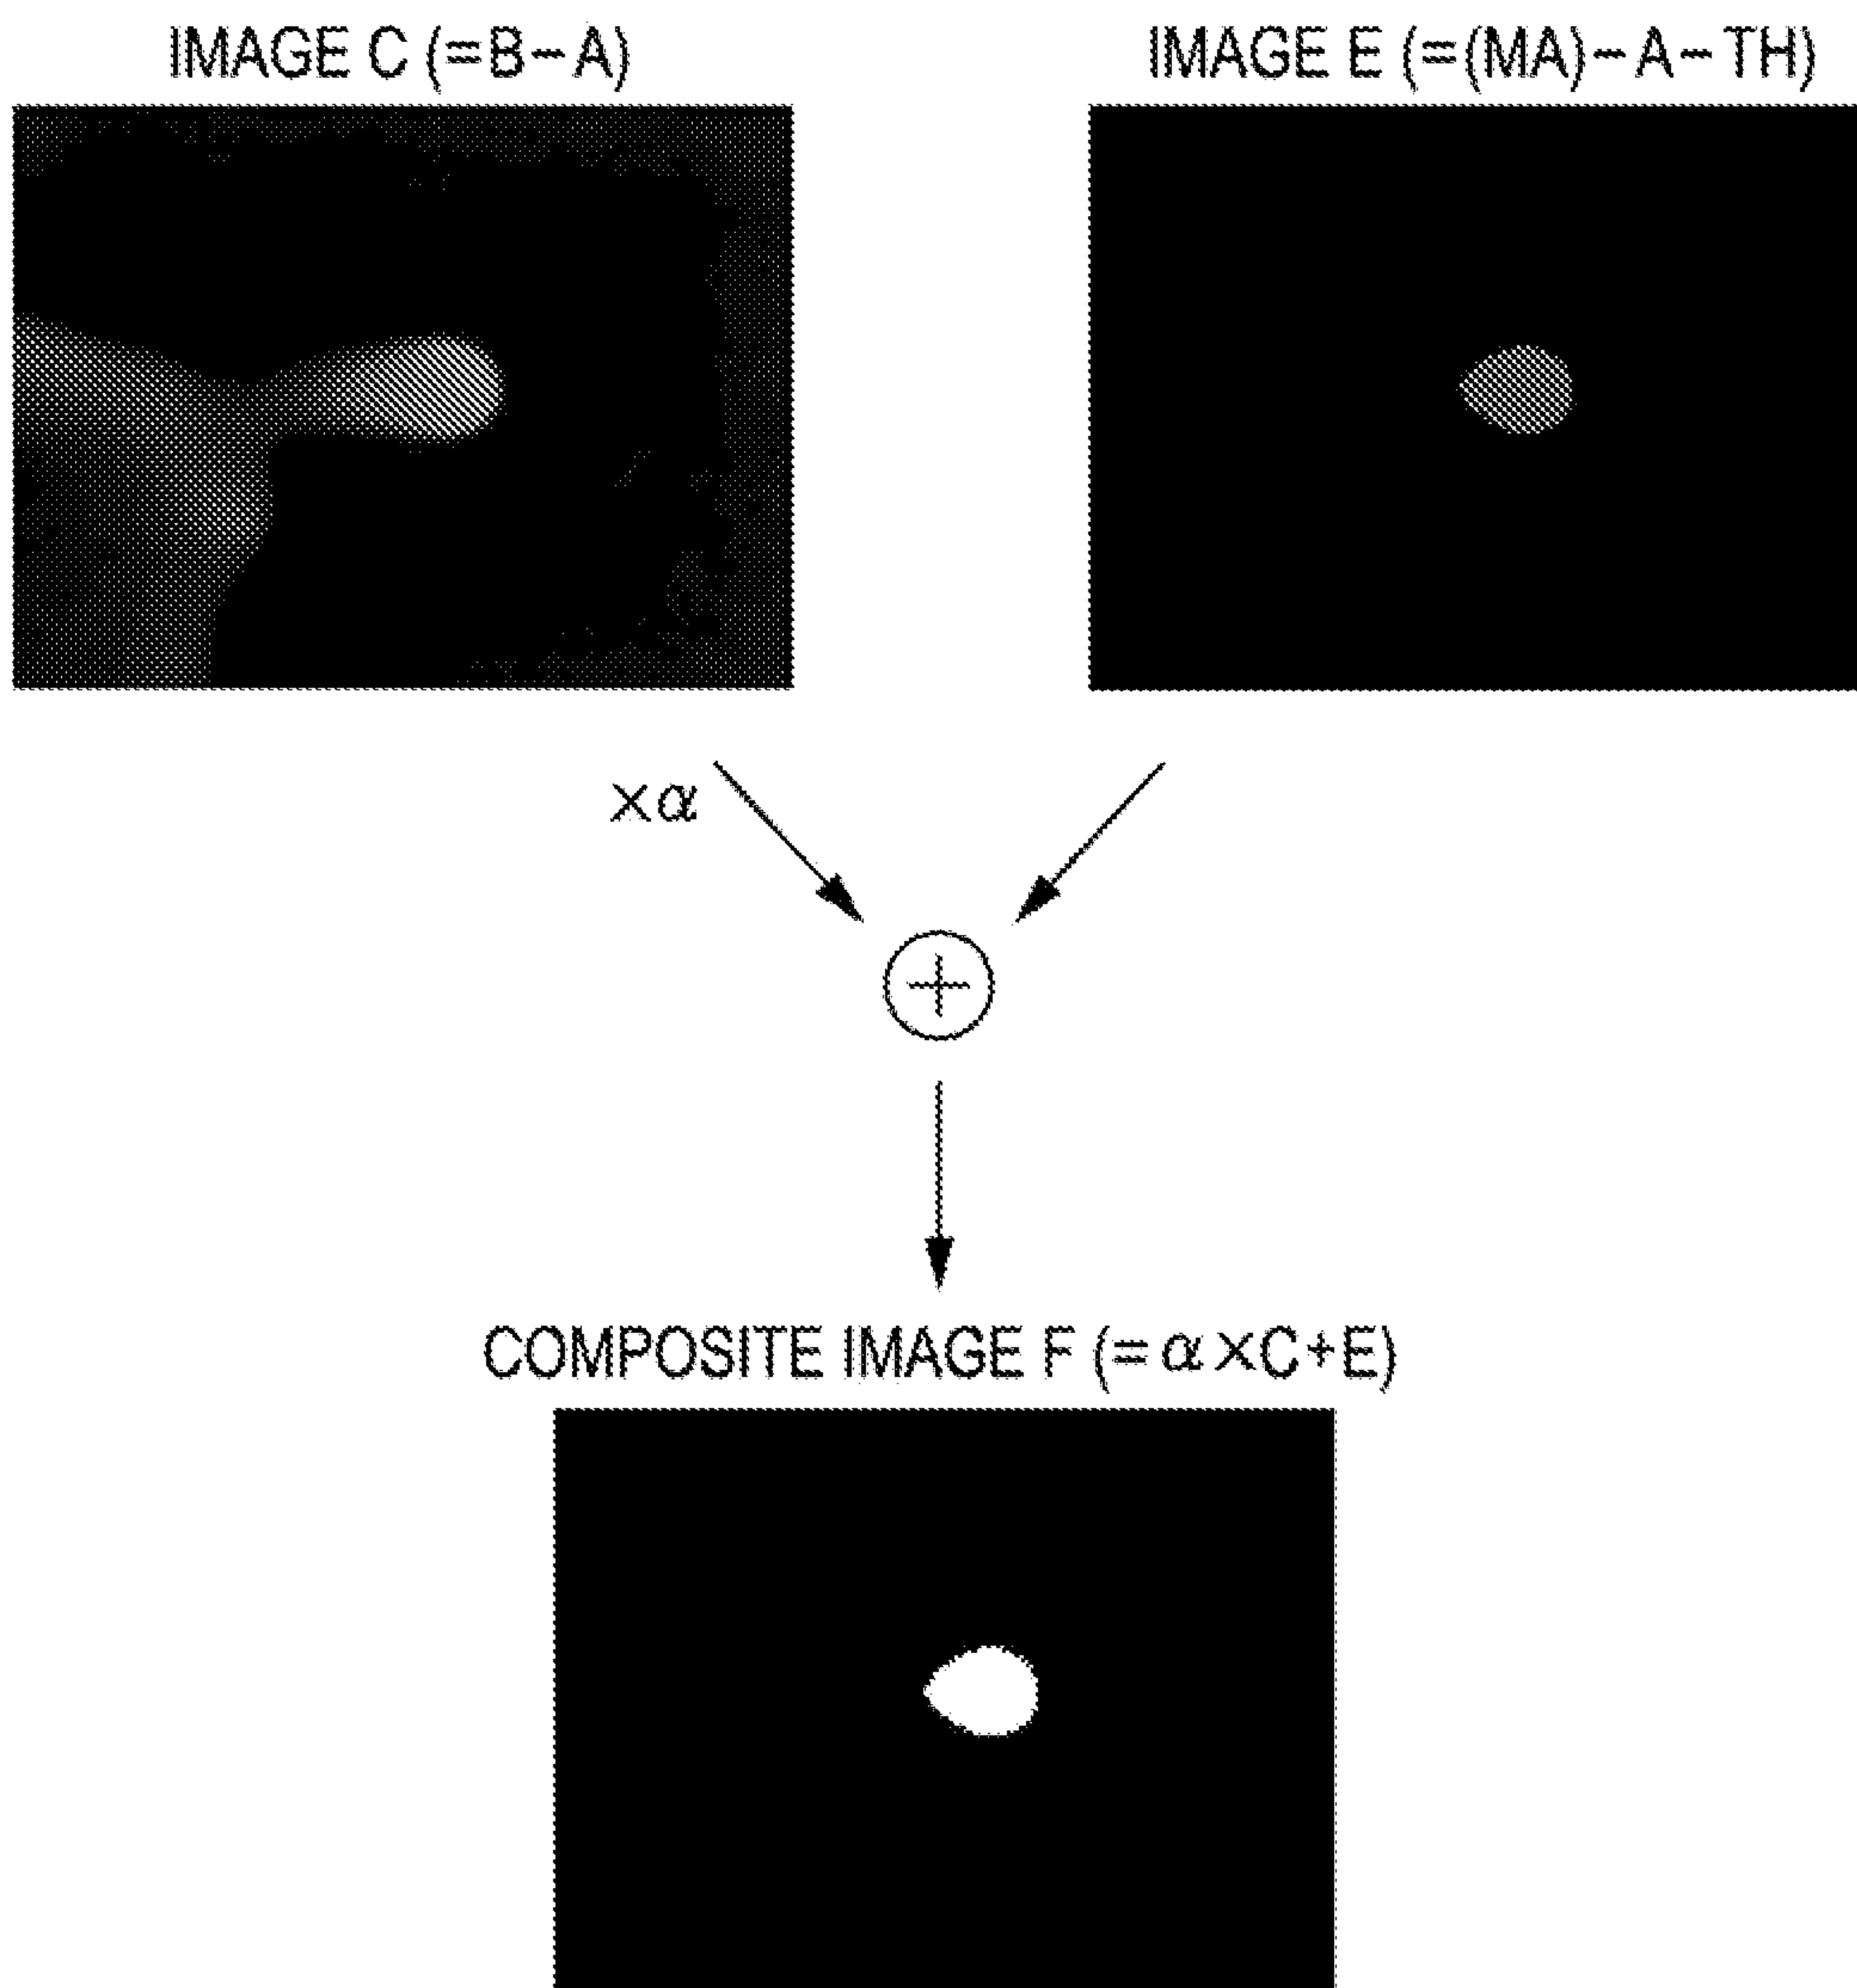 IMAGE C (=B-A)
IMAGE E (=(MA)-A-TH)
×α
+
COMPOSITE IMAGE F (=α×C+E)